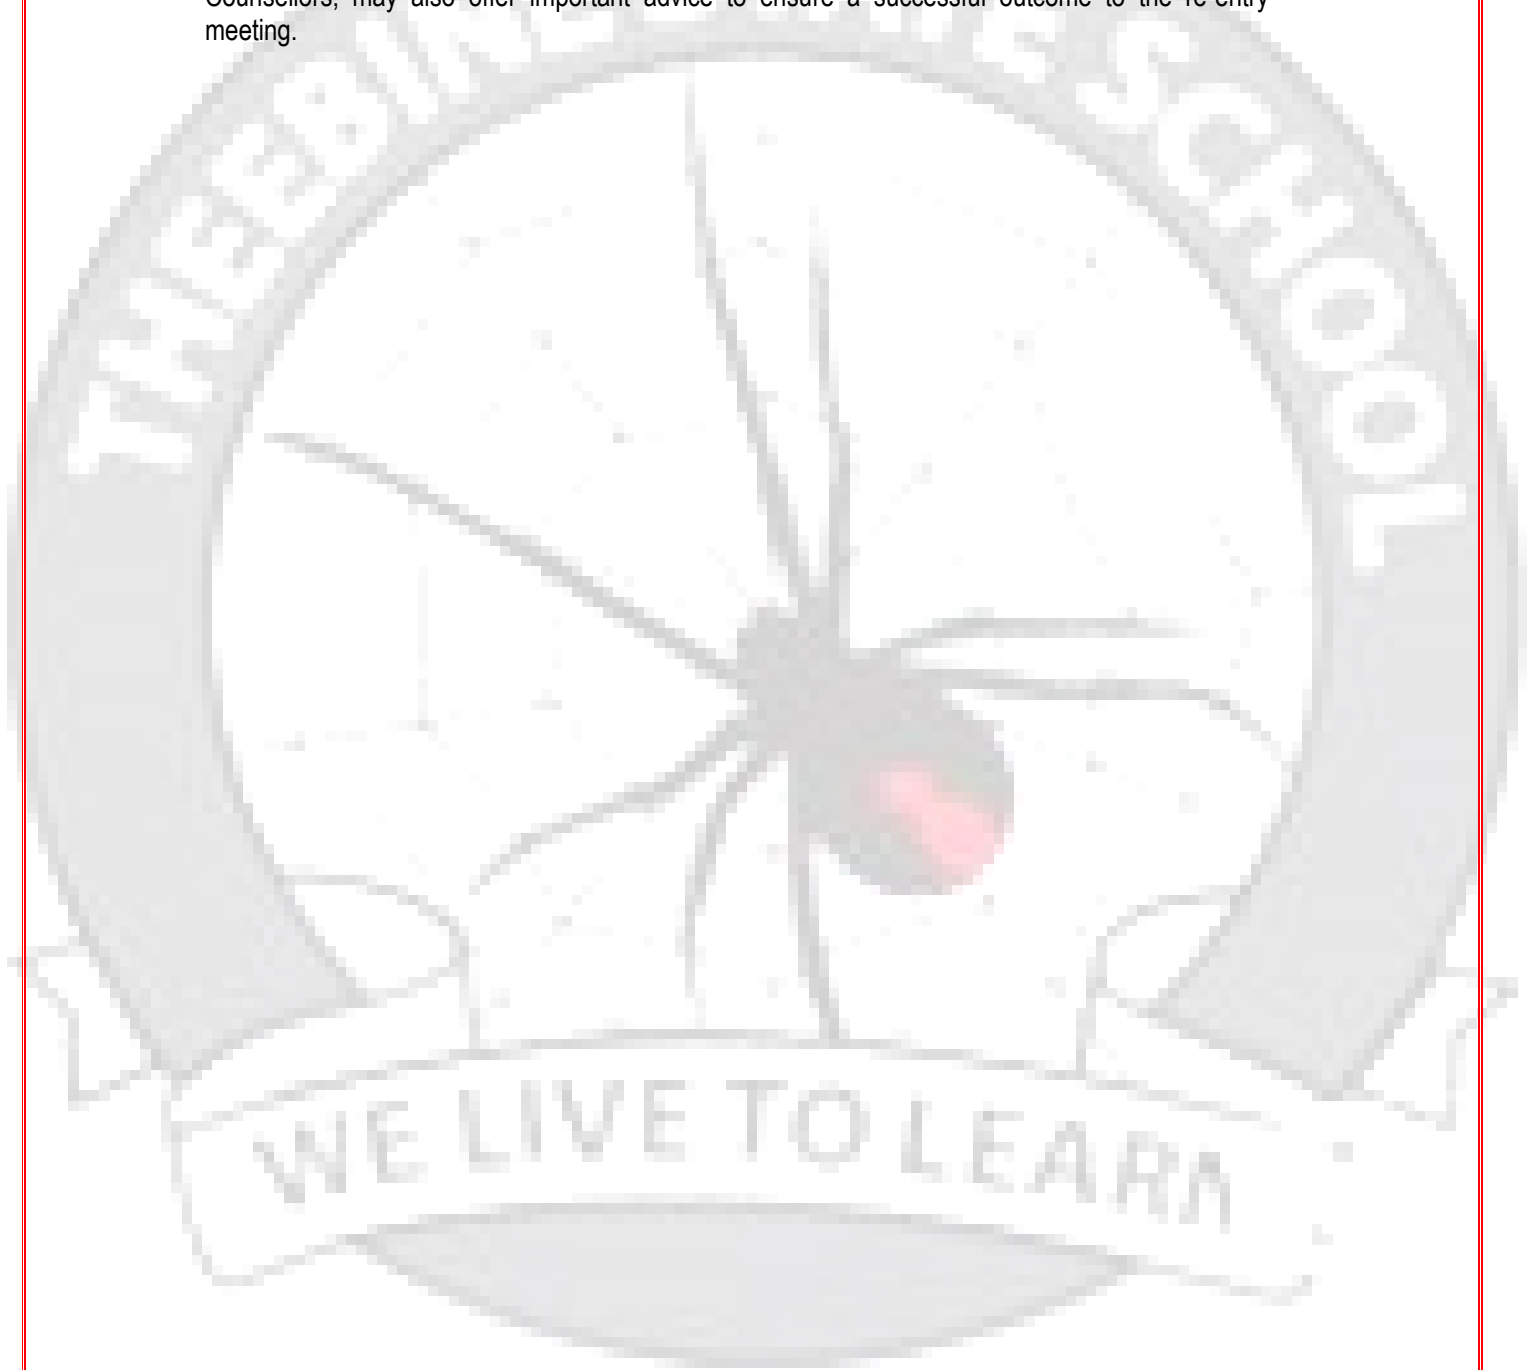 Counsellors, may also offer important advice to ensure a successful outcome to the re-entry
meeting.
THEEBIN SCHOOL
WE LIVE TO LEARN